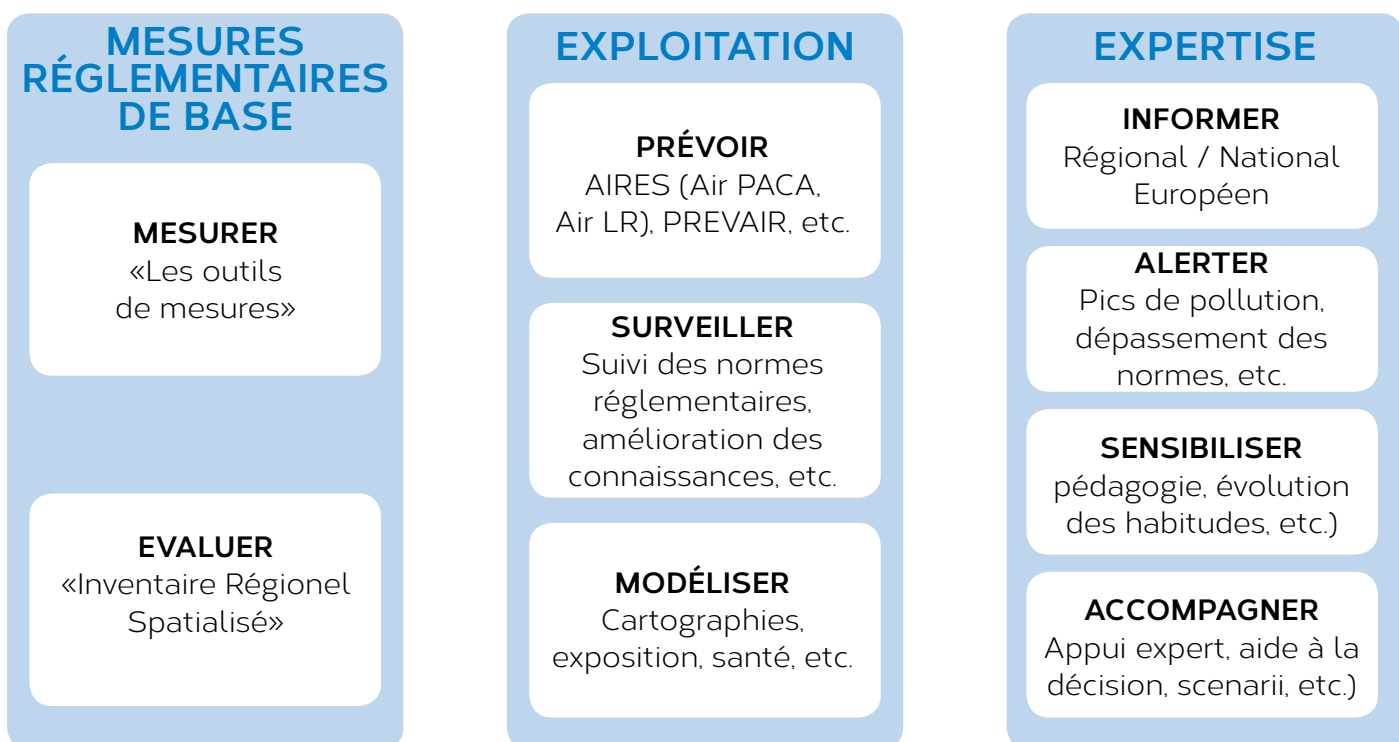 MESURES
RÉGLEMENTAIRES
DE BASE
MESURER
«Les outils
de mesures»
EVALUER
«Inventaire Régionel
Spatialisé»
EXPLOITATION
PRÉVOIR
AIRES (Air PACA,
Air LR), PREVAIR, etc.
SURVEILLER
Suivi des normes
réglementaires,
amélioration des
connaissances, etc.
MODÉLISER
Cartographies,
exposition, santé, etc.
EXPERTISE
INFORMER
Régional / National
Européen
ALERTER
Pics de pollution,
dépassement des
normes, etc.
SENSIBILISER
pédagogie, évolution
des habitudes, etc.)
ACCOMPAGNER
Appui expert, aide à la
décision, scenarii, etc.)